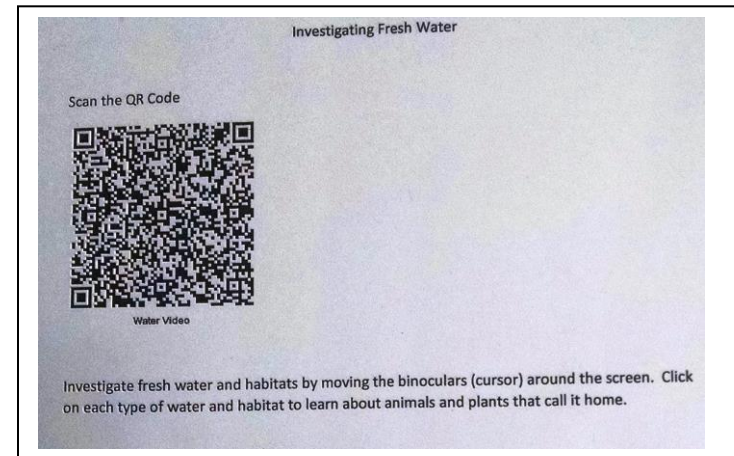 Investigating Fresh Water
Scan the QR Code
Water Video
Investigate fresh water and habitats by moving the binoculars (cursor) around the screen. Click
on each type of water and habitat to learn about animals and plants that call it home.